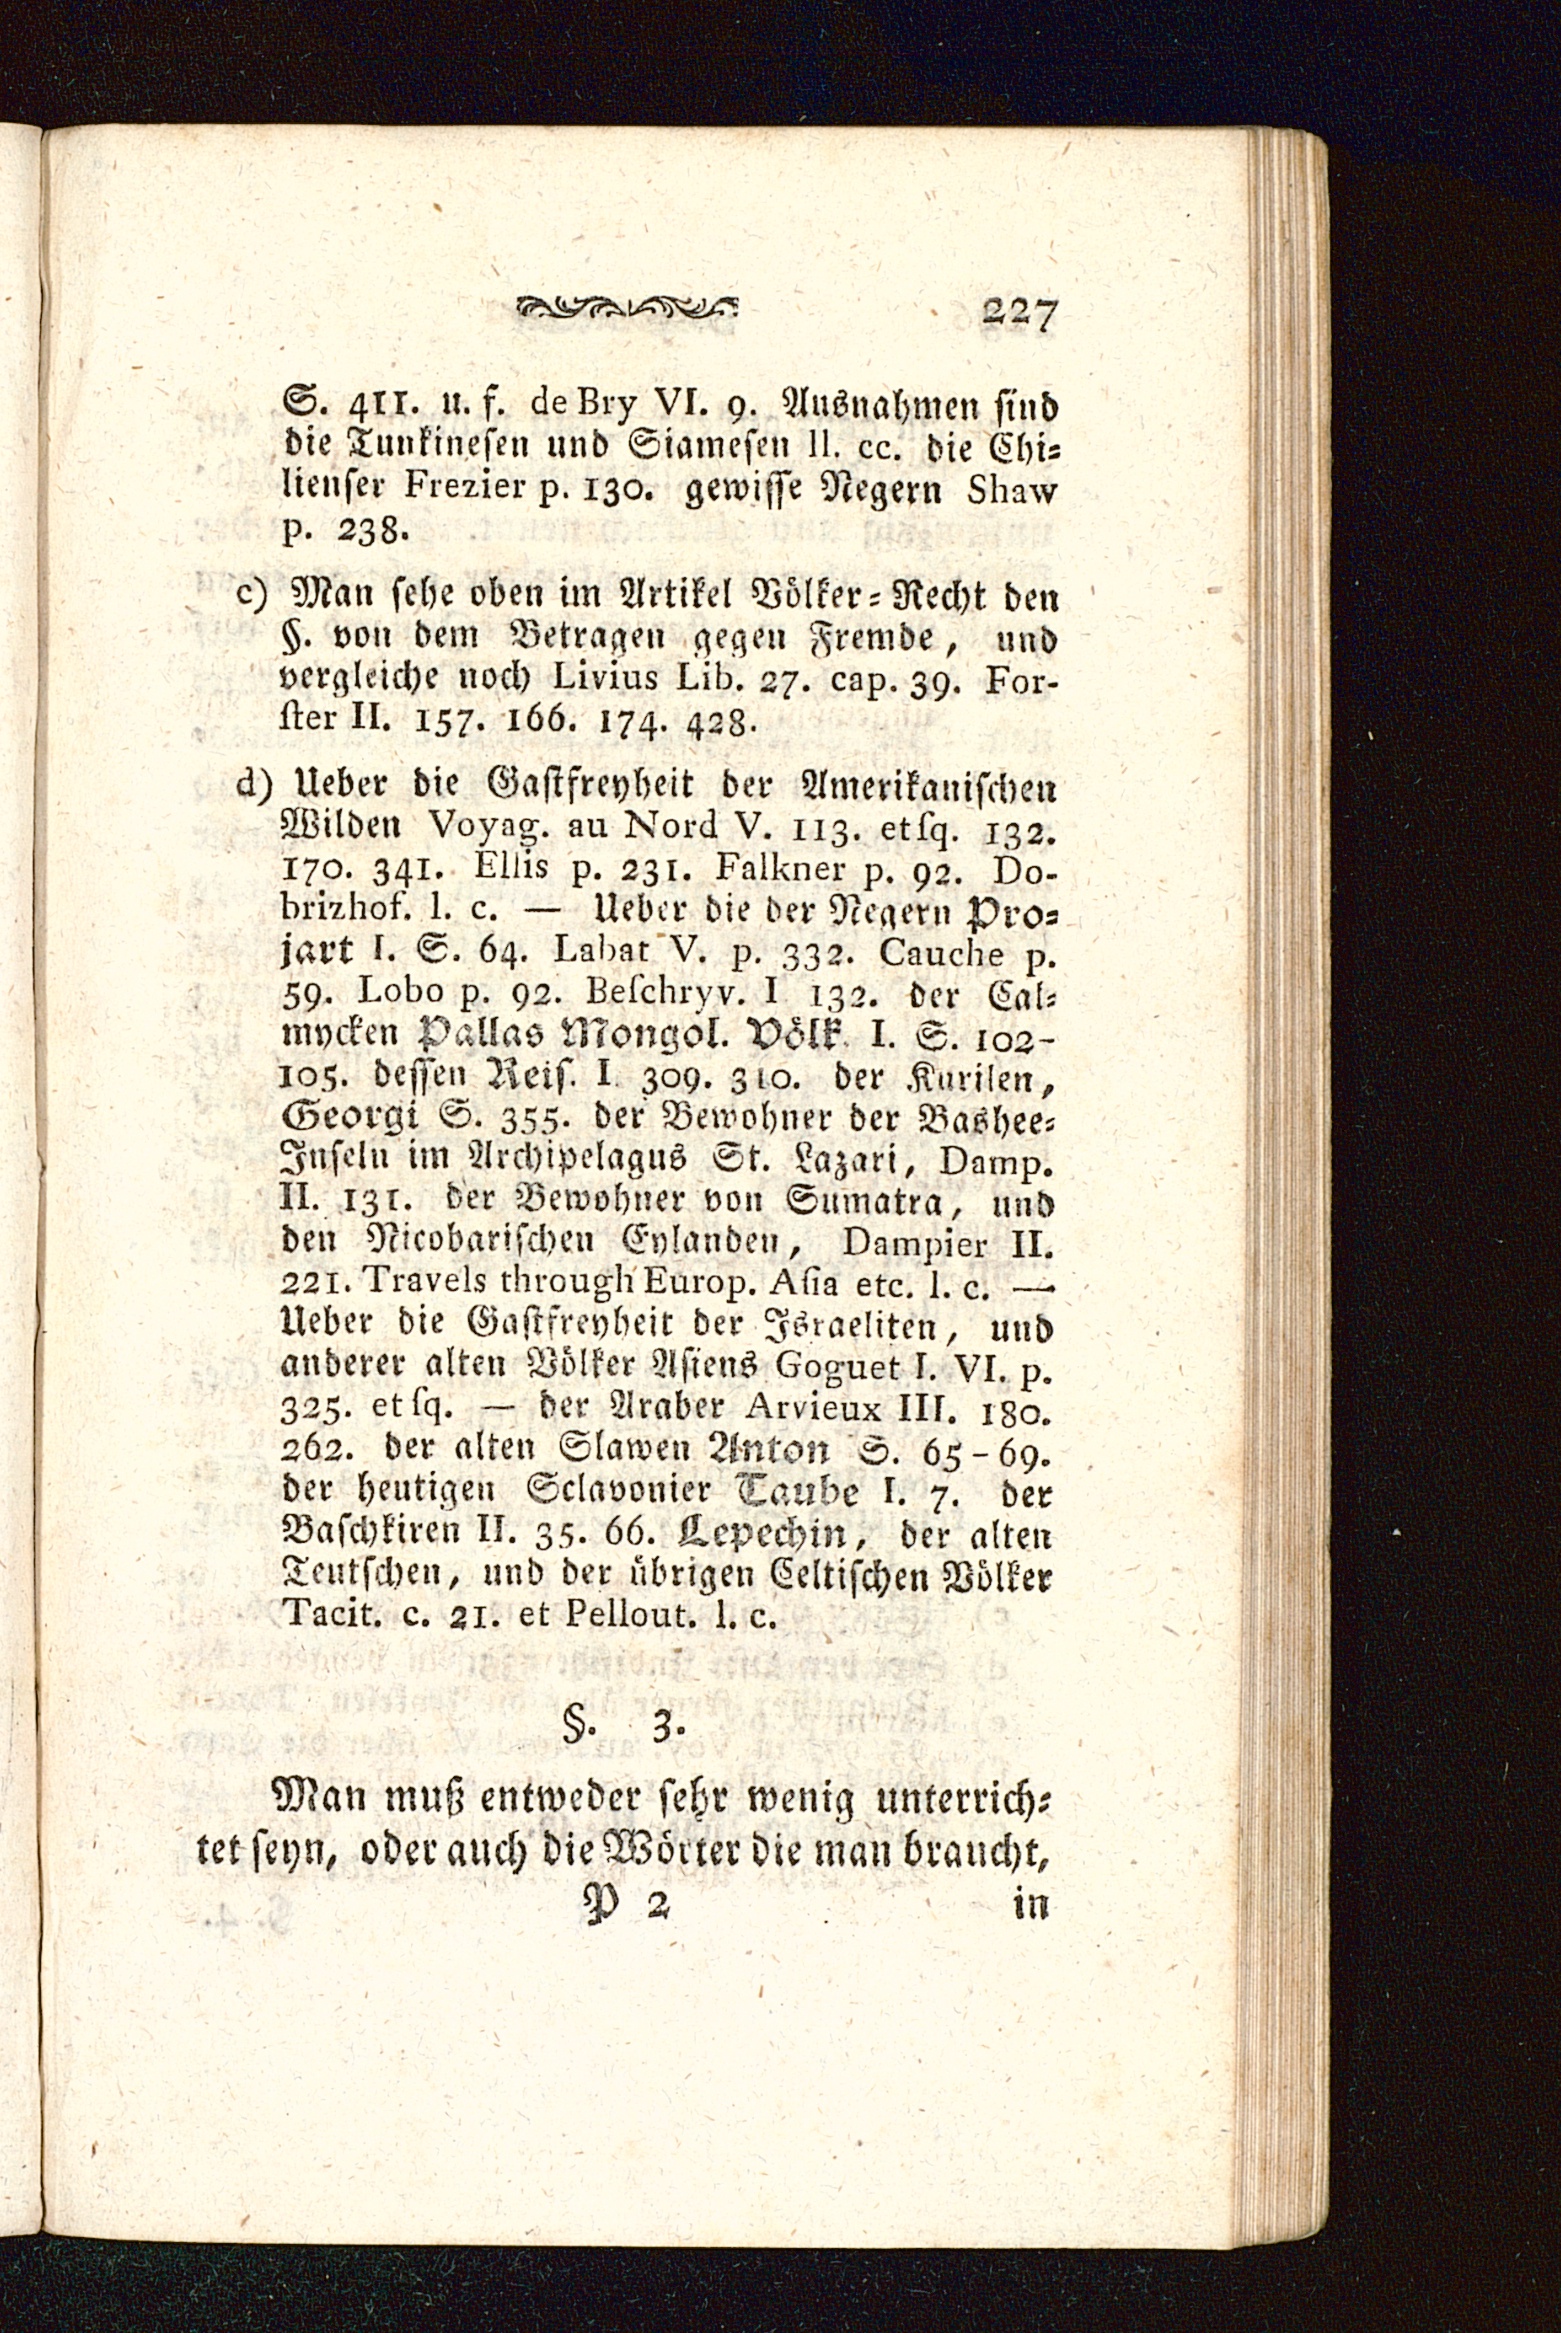 227
S. 411. u. f. de Bry VI. 9. Ausnahmen sind
die Tunkinesen und Siamesen ll. cc. die Chi-
lienser Frezier p. 130. gewisse Negern Shaw
p. 238.
c) Man sehe oben im Artikel Völker-Recht den
§. von dem Betragen gegen Fremde, und
vergleiche noch Livius Lib. 27. cap. 39. For-
ster II. 157. 166. 174. 428.
d) Ueber die Gastfreyheit der Amerikanischen
Wilden Voyag. au Nord V. 113. et sq. 132.
170. 341. Ellis p. 231. Falkner p. 92. Do-
brizhof. l. c. — Ueber die der Negern Pro-
jart I. S. 64. Labat V. p. 332. Cauche p.
59. Lobo p. 92. Beschryv. I 132. der Cal-
mycken Pallas Mongol. Völk. I. S. 102-
105. dessen Reis. I. 309. 310. der Kurilen,
Georgi S. 355. der Bewohner der Bashee-
Inseln im Archipelagus St. Lazari, Damp.
II. 131. der Bewohner von Sumatra, und
den Nicobarischen Eylanden, Dampier II.
221. Travels through Europ. Asia etc. l. c. —
Ueber die Gastfreyheit der Israeliten, und
anderer alten Völker Asiens Goguet I. VI. p.
325. et sq. — der Araber Arvieux III. 180.
262. der alten Slawen Anton S. 65-69.
der heutigen Sclavonier Taube I. 7. der
Baschkiren II. 35. 66. Lepechin, der alten
Teutschen, und der übrigen Celtischen Völker
Tacit. c. 21. et Pellout. l. c.
§. 3.
Man muß entweder sehr wenig unterrich-
tet seyn, oder auch die Wörter die man braucht,
P 2 in